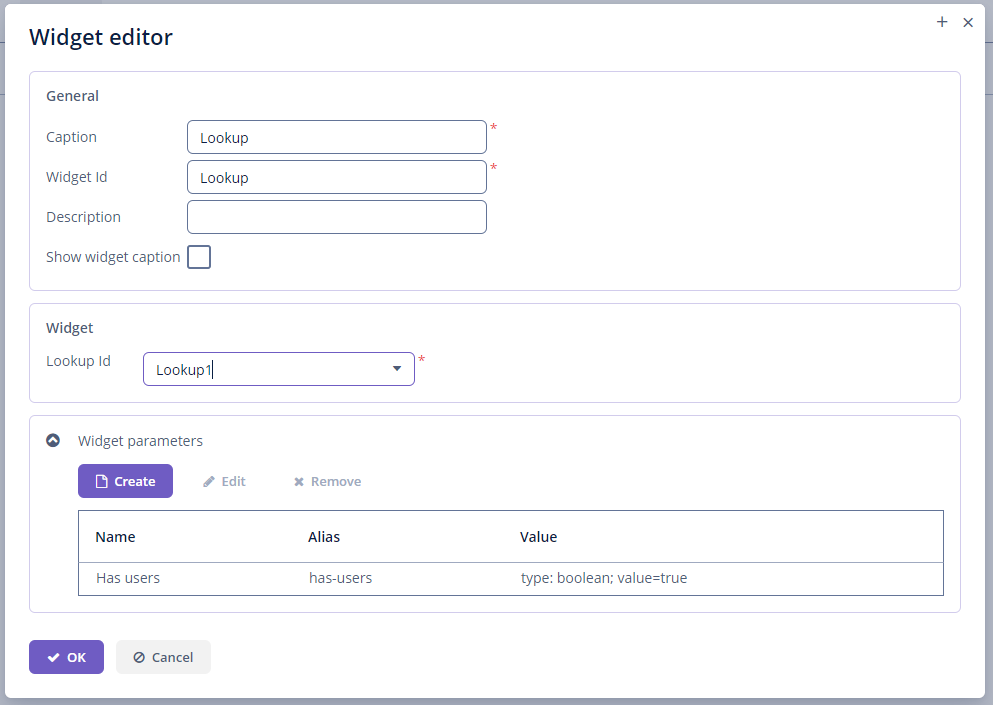 Widget editor
General
Caption Lookup *
Widget Id Lookup *
Description
Show widget caption
Widget
Lookup Id Lookup1 *
Widget parameters
Create Edit Remove
Name Alias Value
Has users has-users type: boolean; value=true
OK Cancel